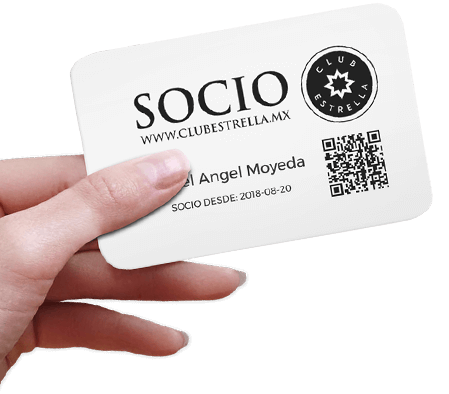 SOCIO
WWW.CLUBESTRELLA.MX
CLUB
ESTRELLA
Angel Moyeda
SOCIO DESDE: 2018-08-20